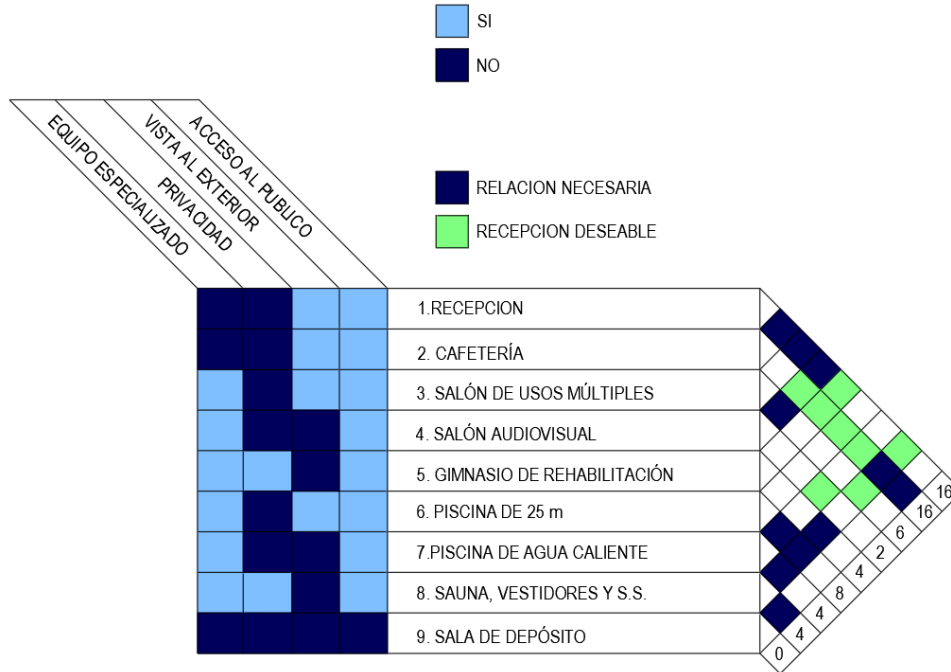 SI
NO
RELACION NECESARIA
RECEPCION DESEABLE
EQUIPO ESPECIALIZADO
PRIVACIDAD
VISTA AL EXTERIOR
ACCESO AL PUBLICO
1.RECEPCION
2. CAFETERÍA
3. SALÓN DE USOS MÚLTIPLES
4. SALÓN AUDIOVISUAL
5. GIMNASIO DE REHABILITACIÓN
6. PISCINA DE 25 m
7.PISCINA DE AGUA CALIENTE
8. SAUNA, VESTIDORES Y S.S.
9. SALA DE DEPÓSITO
16
16
6
2
4
8
4
4
0